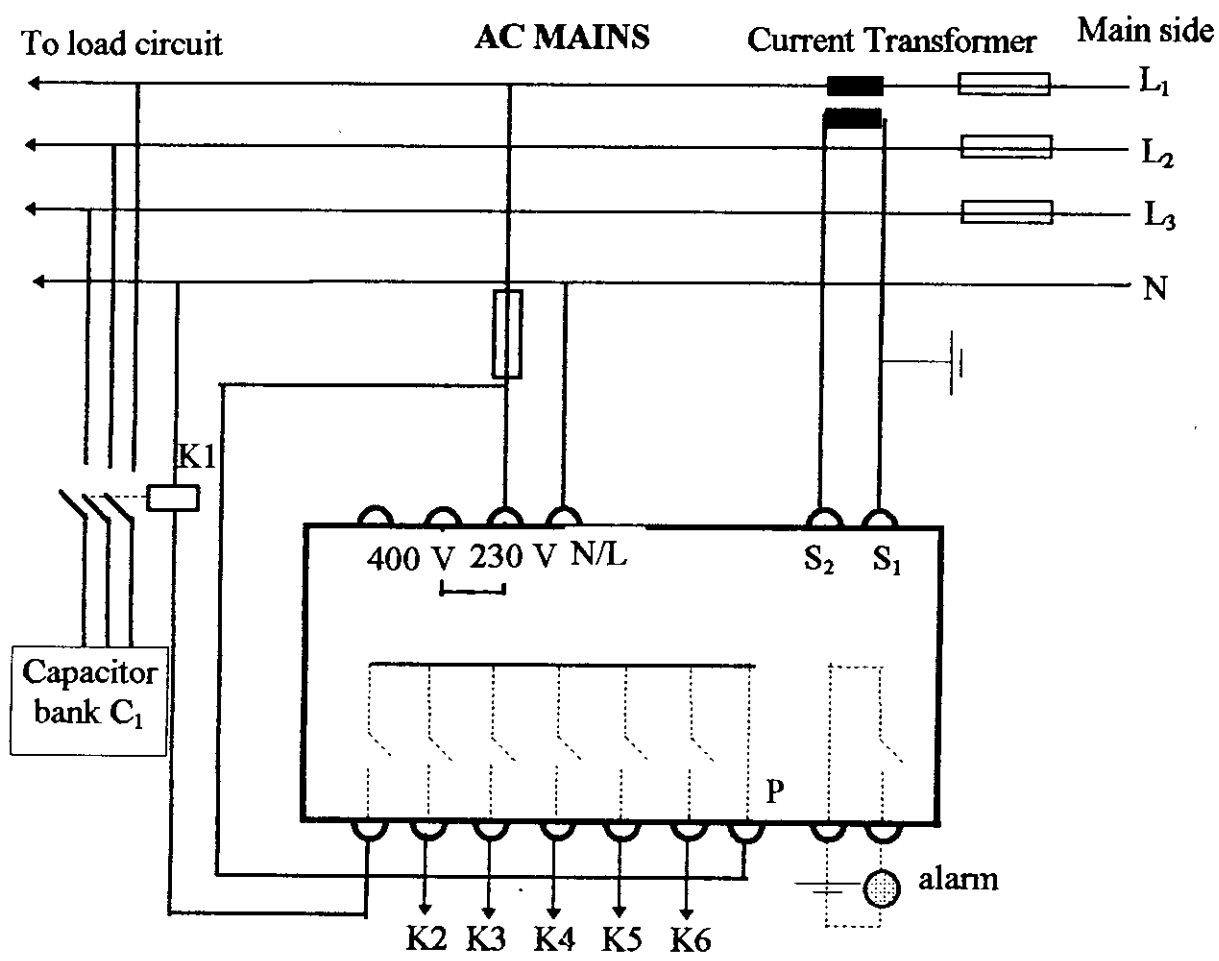 To load circuit AC MAINS Current Transformer Main side
L₁
L₂
L₃
N
K1
400 V 230 V N/L S₂ S₁
Capacitor
bank C₁
P
alarm
K2 K3 K4 K5 K6